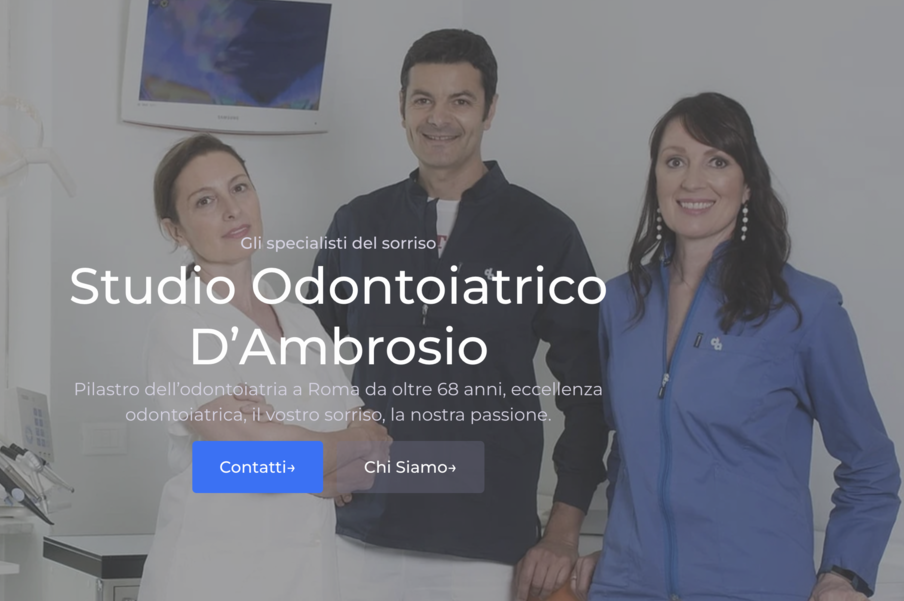 SAMSUNG
Gli specialisti del sorriso
Studio Odontoiatrico
D’Ambrosio
Pilastro dell’odontoiatria a Roma da oltre 68 anni, eccellenza
odontoiatrica, il vostro sorriso, la nostra passione.
Contatti→
Chi Siamo→